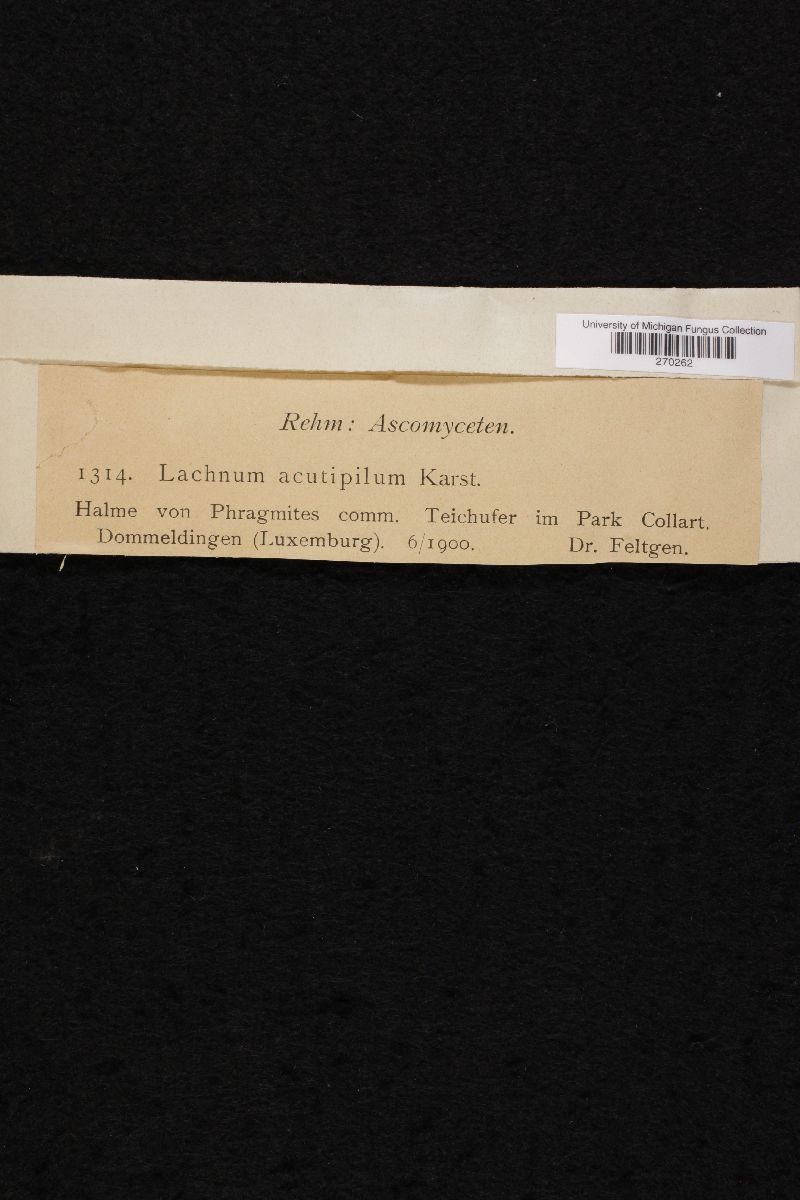 University of Michigan Fungus Collection
270262
Rehm: Ascomyceten.
1314. Lachnum acutipilum Karst.
Halme von Phragmites comm. Teichufer im Park Collart,
Dommeldingen (Luxemburg). 6/1900. Dr. Feltgen.